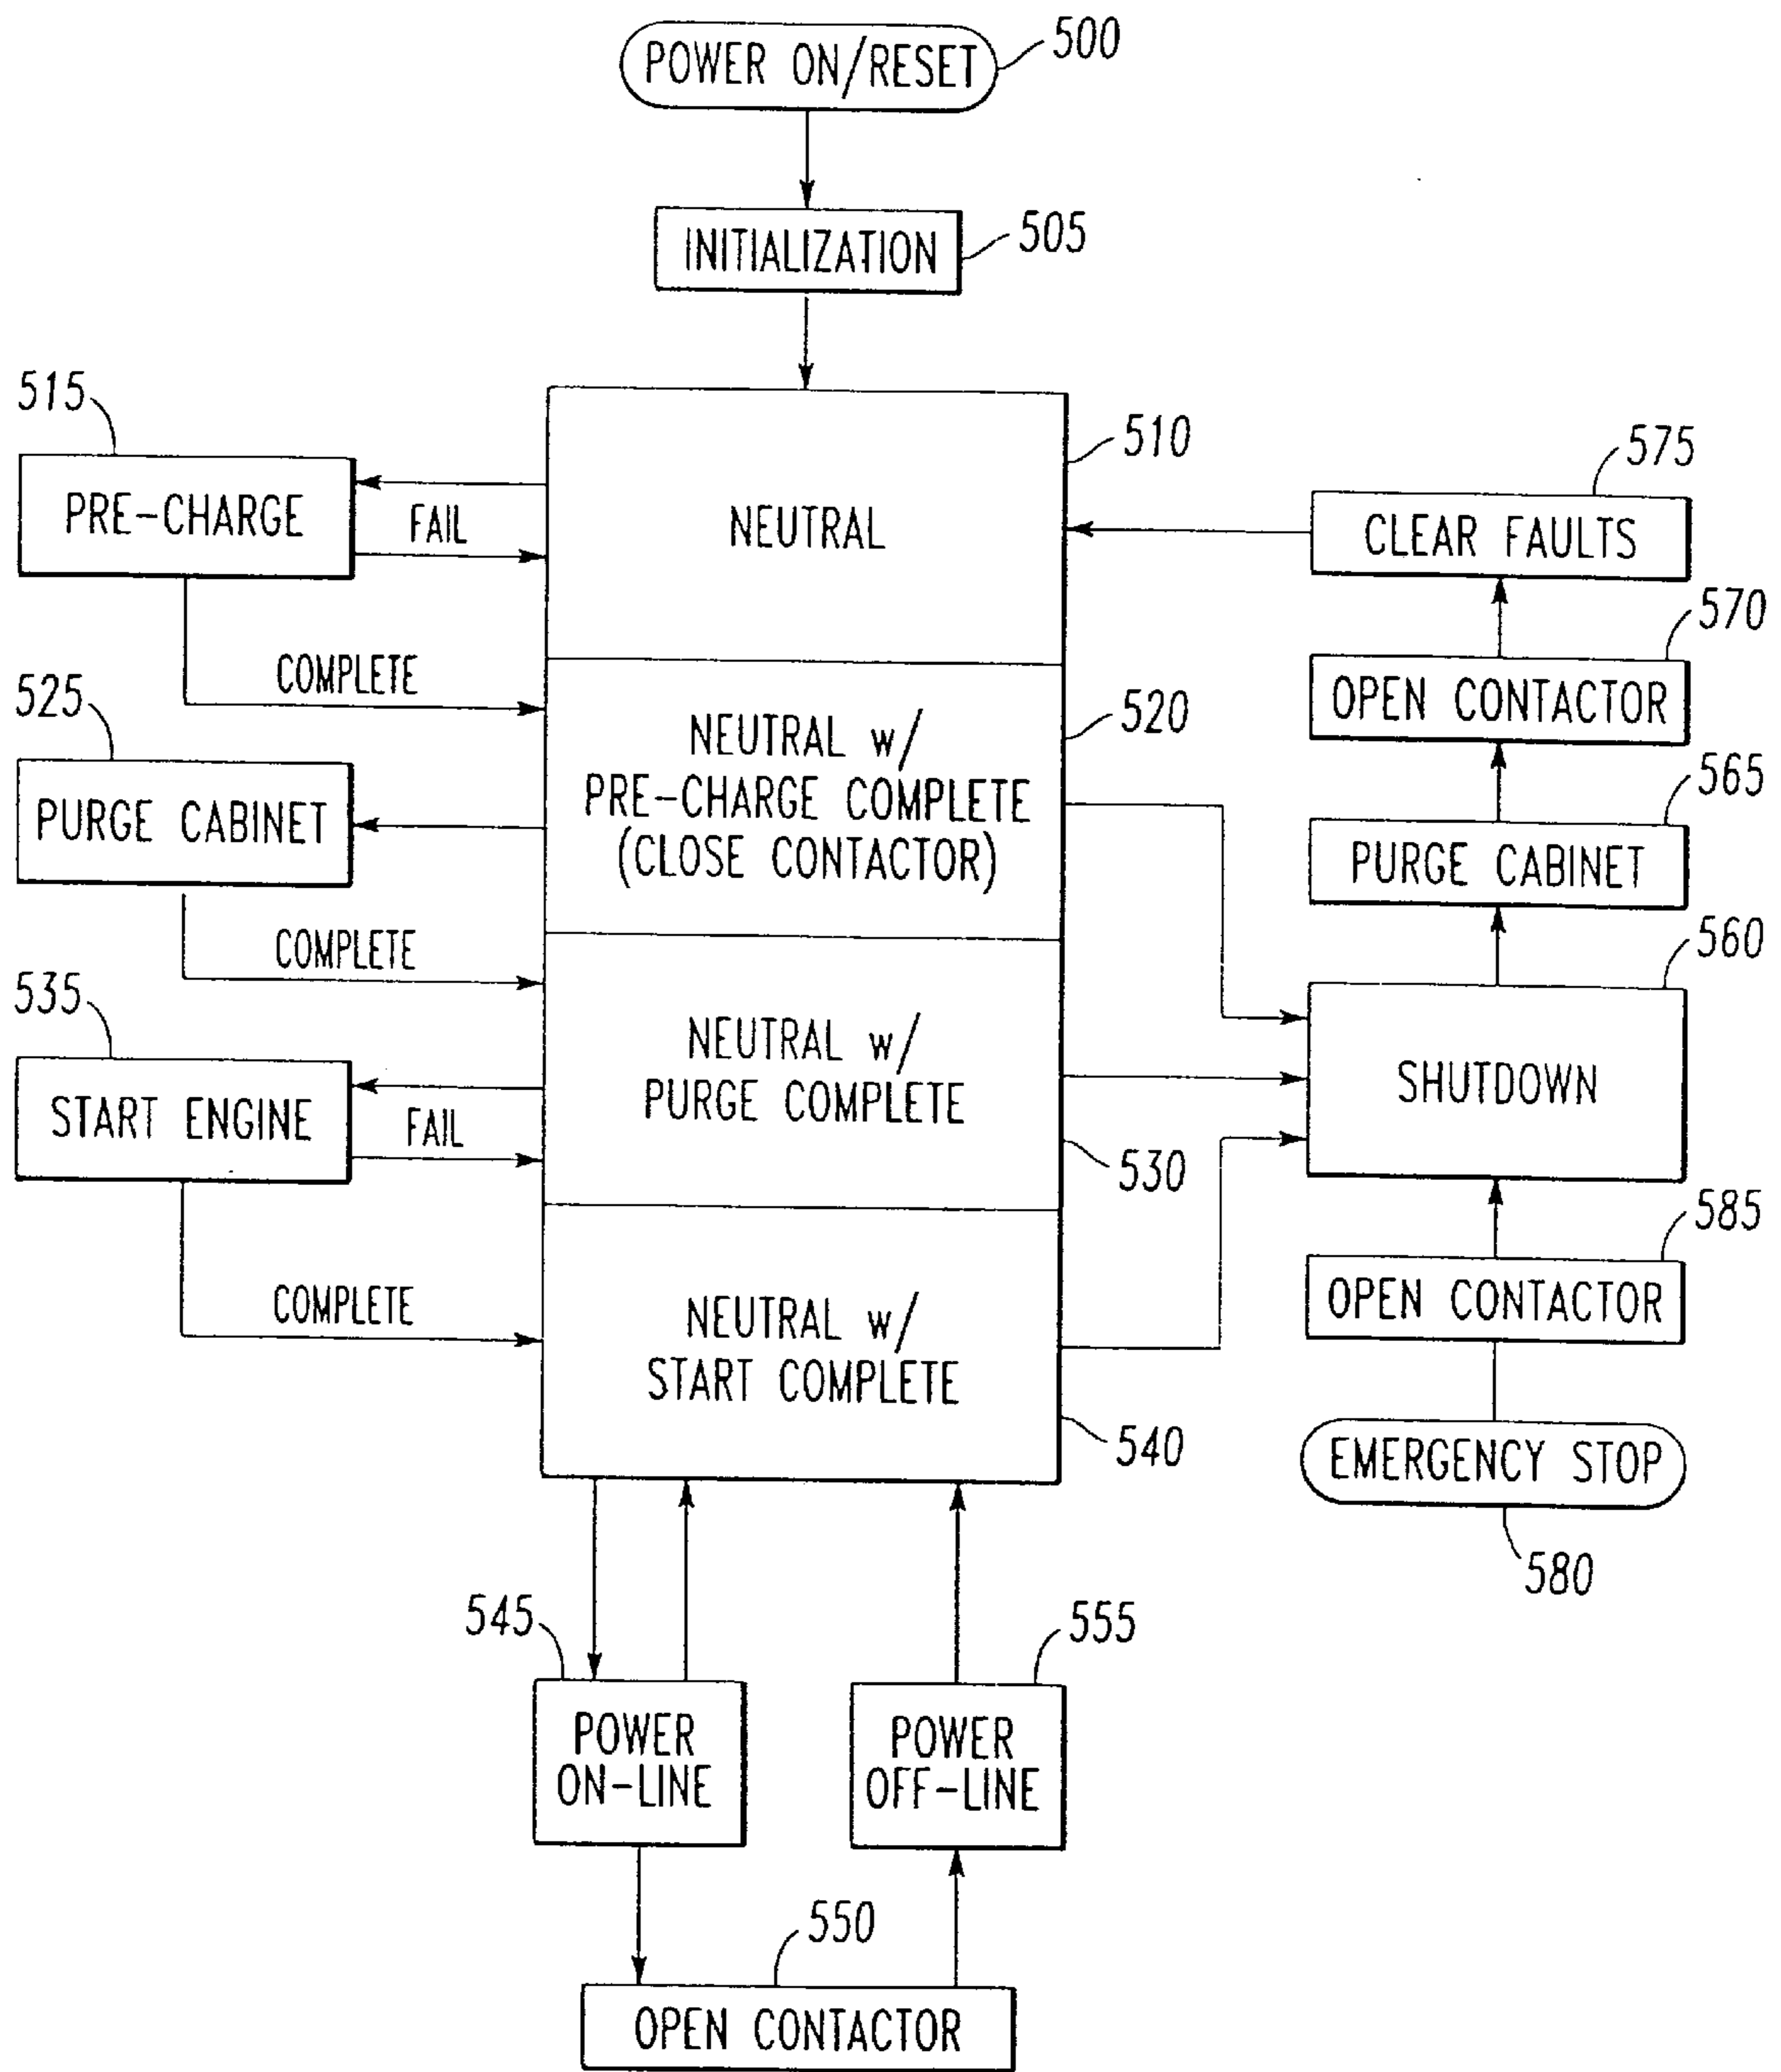 POWER ON/RESET
500
INITIALIZATION
505
515
PRE-CHARGE
FAIL
COMPLETE
NEUTRAL
510
575
CLEAR FAULTS
570
OPEN CONTACTOR
525
PURGE CABINET
COMPLETE
NEUTRAL w/
PRE-CHARGE COMPLETE
(CLOSE CONTACTOR)
520
565
PURGE CABINET
560
SHUTDOWN
535
START ENGINE
FAIL
COMPLETE
NEUTRAL w/
PURGE COMPLETE
530
585
OPEN CONTACTOR
NEUTRAL w/
START COMPLETE
540
EMERGENCY STOP
580
545
POWER
ON-LINE
555
POWER
OFF-LINE
550
OPEN CONTACTOR